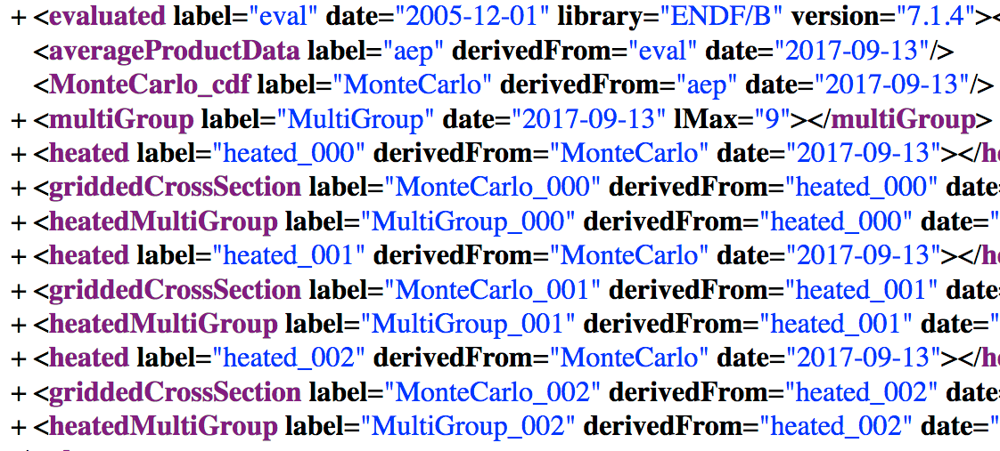 + <evaluated label="eval" date="2005-12-01" library="ENDF/B" version="7.1.4"><
<averageProductData label="aep" derivedFrom="eval" date="2017-09-13"/>
<MonteCarlo_cdf label="MonteCarlo" derivedFrom="aep" date="2017-09-13"/>
+ <multiGroup label="MultiGroup" date="2017-09-13" lMax="9"></multiGroup>
+ <heated label="heated_000" derivedFrom="MonteCarlo" date="2017-09-13"></he
+ <griddedCrossSection label="MonteCarlo_000" derivedFrom="heated_000" date=
+ <heatedMultiGroup label="MultiGroup_000" derivedFrom="heated_000" date="
+ <heated label="heated_001" derivedFrom="MonteCarlo" date="2017-09-13"></he
+ <griddedCrossSection label="MonteCarlo_001" derivedFrom="heated_001" date=
+ <heatedMultiGroup label="MultiGroup_001" derivedFrom="heated_001" date="
+ <heated label="heated_002" derivedFrom="MonteCarlo" date="2017-09-13"></he
+ <griddedCrossSection label="MonteCarlo_002" derivedFrom="heated_002" date=
+ <heatedMultiGroup label="MultiGroup_002" derivedFrom="heated_002" date="